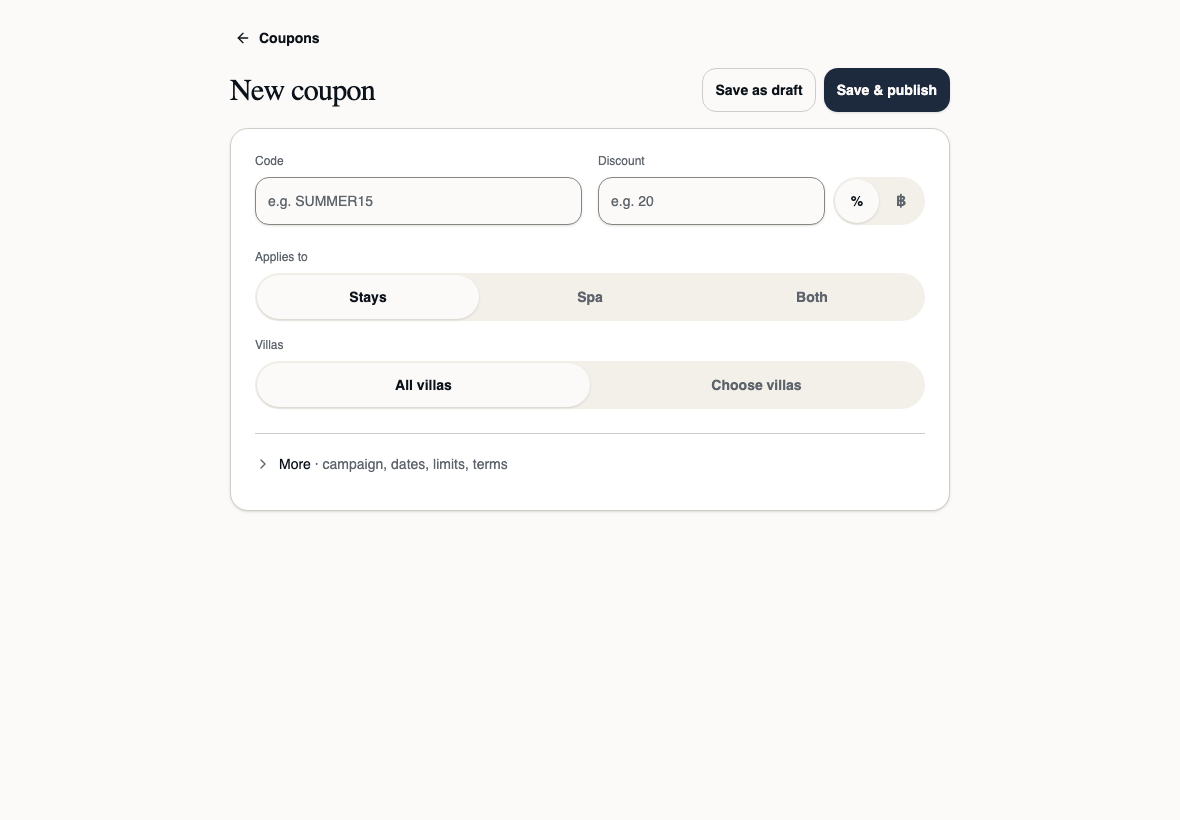 Coupons
New coupon
Save as draft
Save & publish
Code
Discount
e.g. SUMMER15
e.g. 20
%
฿
Applies to
Stays
Spa
Both
Villas
All villas
Choose villas
More · campaign, dates, limits, terms